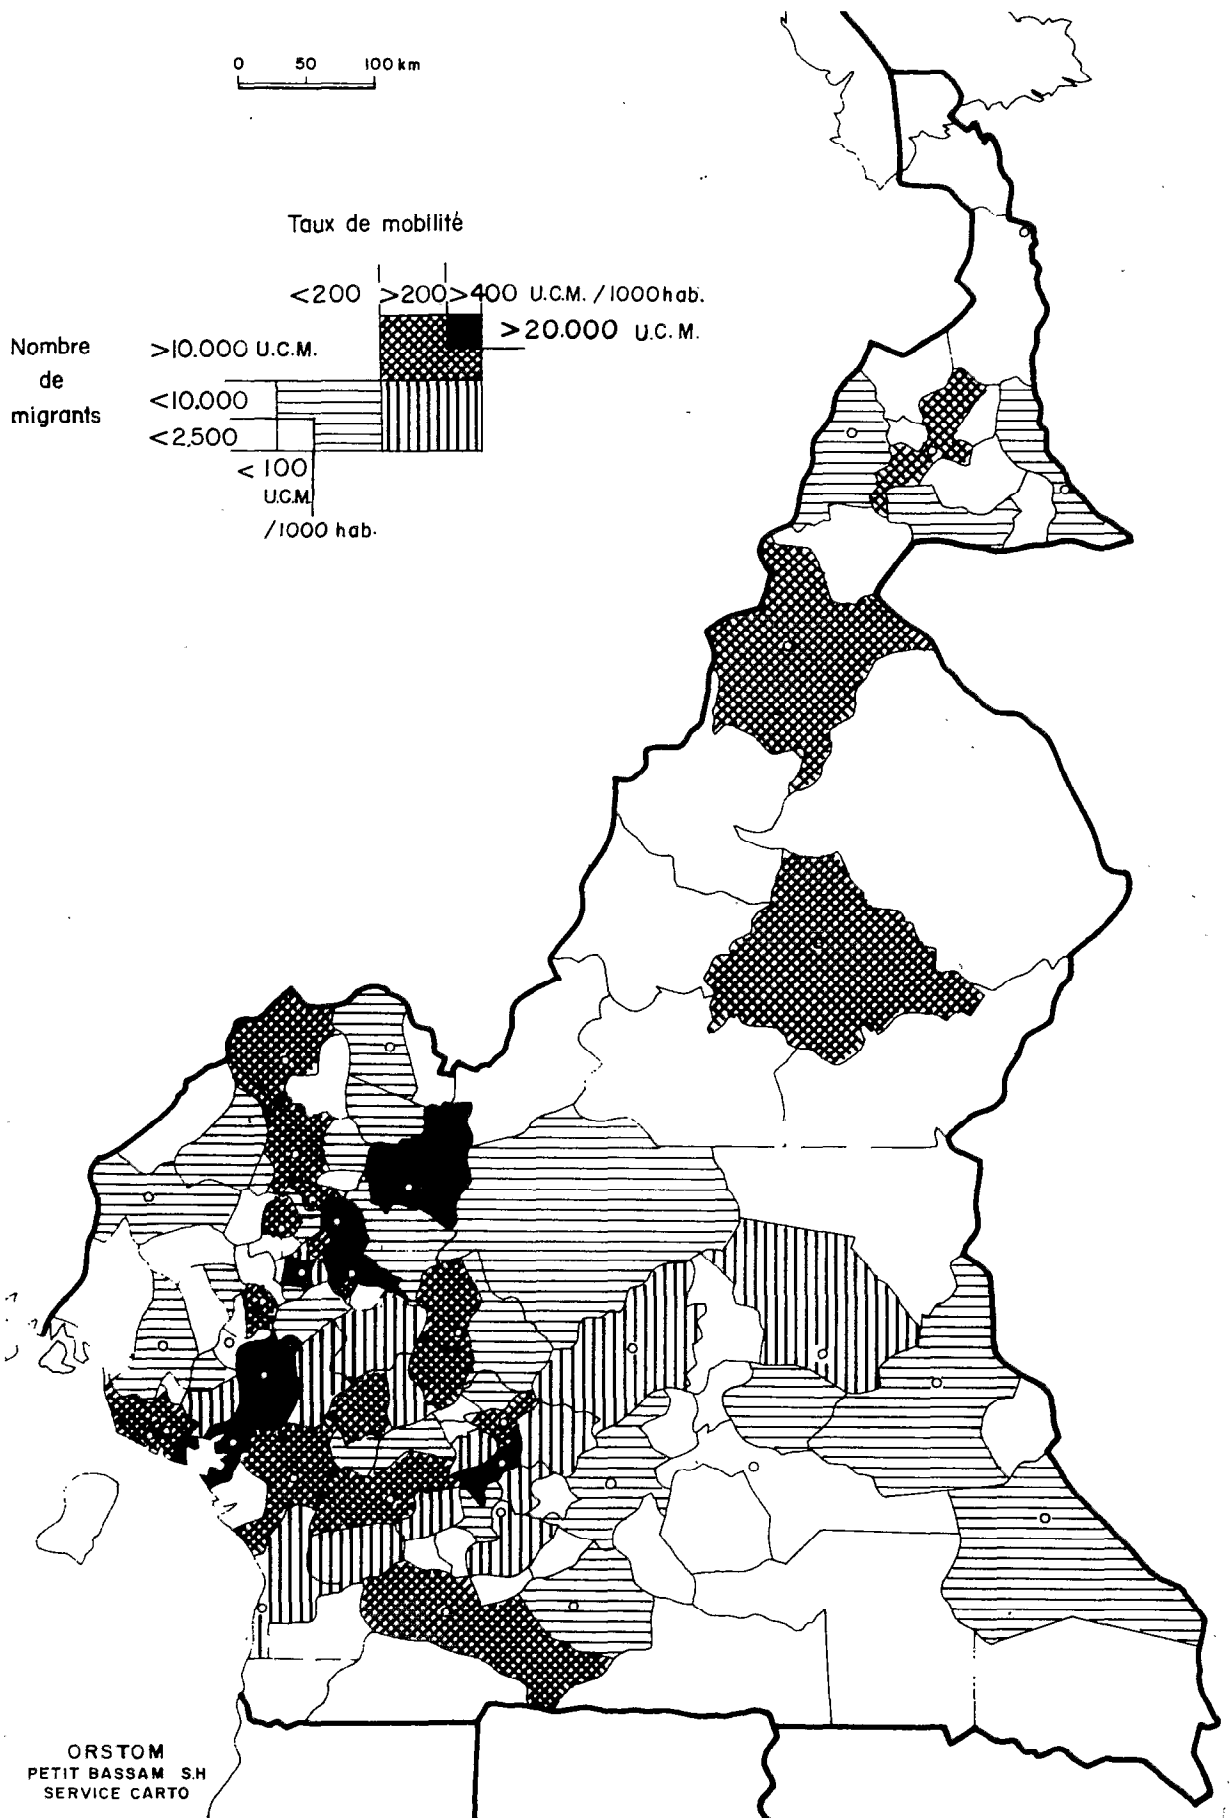 0 50 100 km
Taux de mobilité
<200 >200 >400 U.C.M. /1000 hab.
>20.000 U.C.M.
Nombre
de
migrants
>10.000 U.C.M.
<10.000
<2,500
< 100
U.C.M.
/1000 hab.
ORSTOM
PETIT BASSAM S.H
SERVICE CARTO